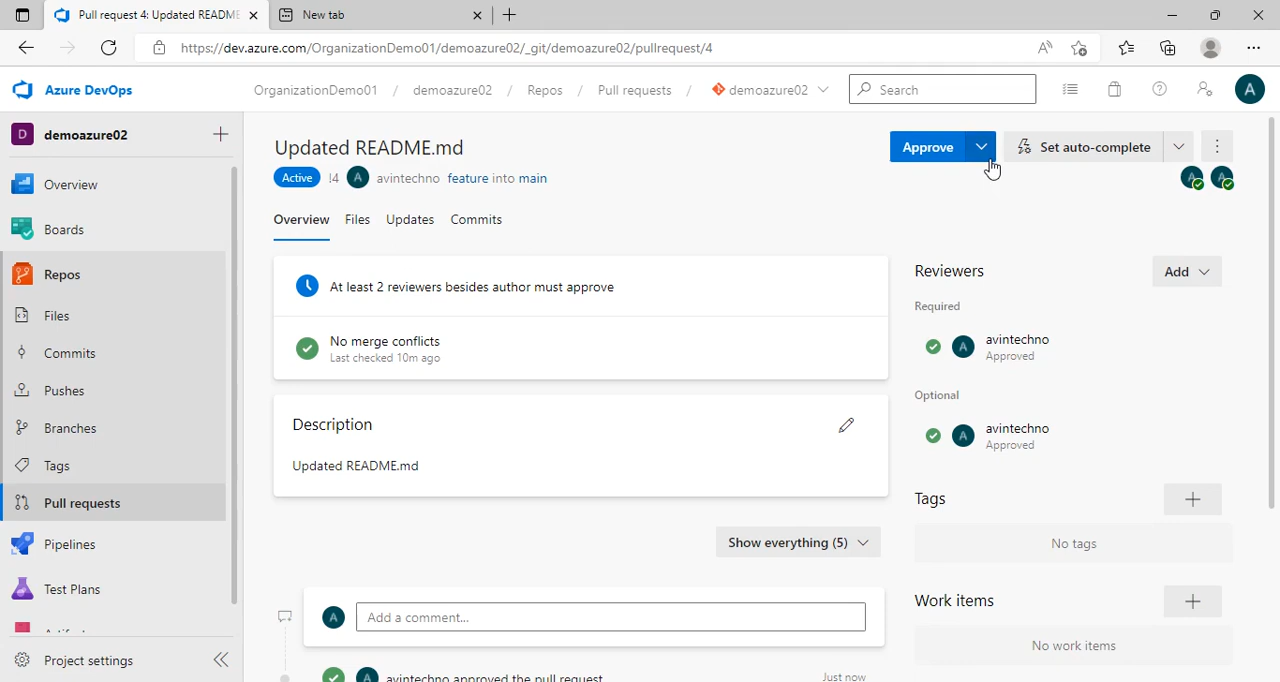 Pull request 4: Updated README
New tab
https://dev.azure.com/OrganizationDemo01/demoazure02/_git/demoazure02/pullrequest/4
Azure DevOps
OrganizationDemo01 / demoazure02 / Repos / Pull requests / demoazure02
Search
A
D demoazure02
Overview
Boards
Repos
Files
Commits
Pushes
Branches
Tags
Pull requests
Pipelines
Test Plans
Project settings
Updated README.md
Approve
Set auto-complete
Active !4 A avintechno feature into main
A A
Overview Files Updates Commits
At least 2 reviewers besides author must approve
No merge conflicts
Last checked 10m ago
Description
Updated README.md
Show everything (5)
A Add a comment...
A avintechno approved the pull request
Just now
Reviewers
Add
Required
A avintechno
Approved
Optional
A avintechno
Approved
Tags
No tags
Work items
No work items